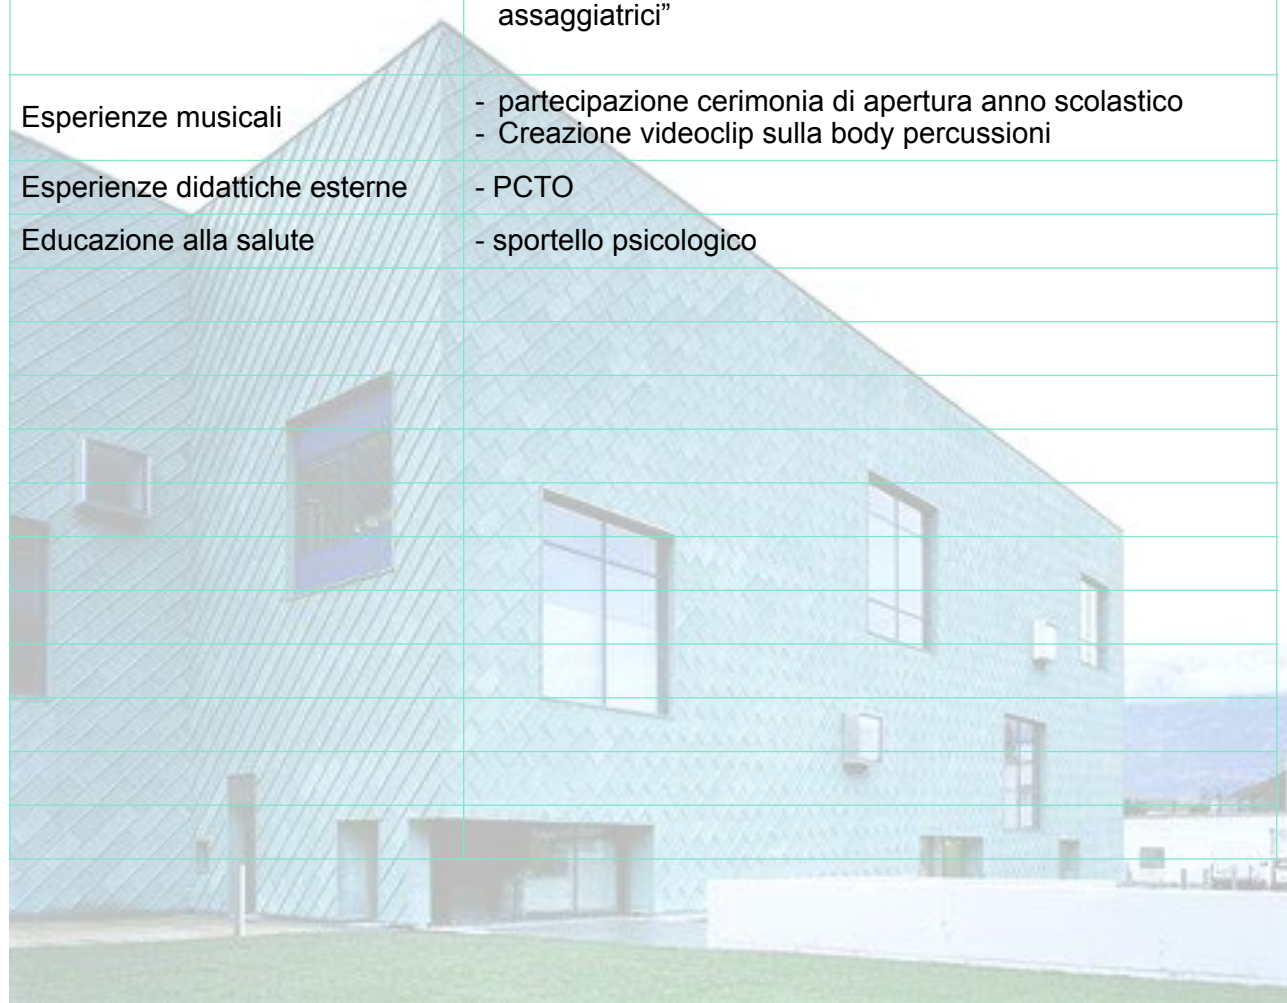 assaggiatrici”
Esperienze musicali
- partecipazione cerimonia di apertura anno scolastico
- Creazione videoclip sulla body percussioni
Esperienze didattiche esterne
- PCTO
Educazione alla salute
- sportello psicologico